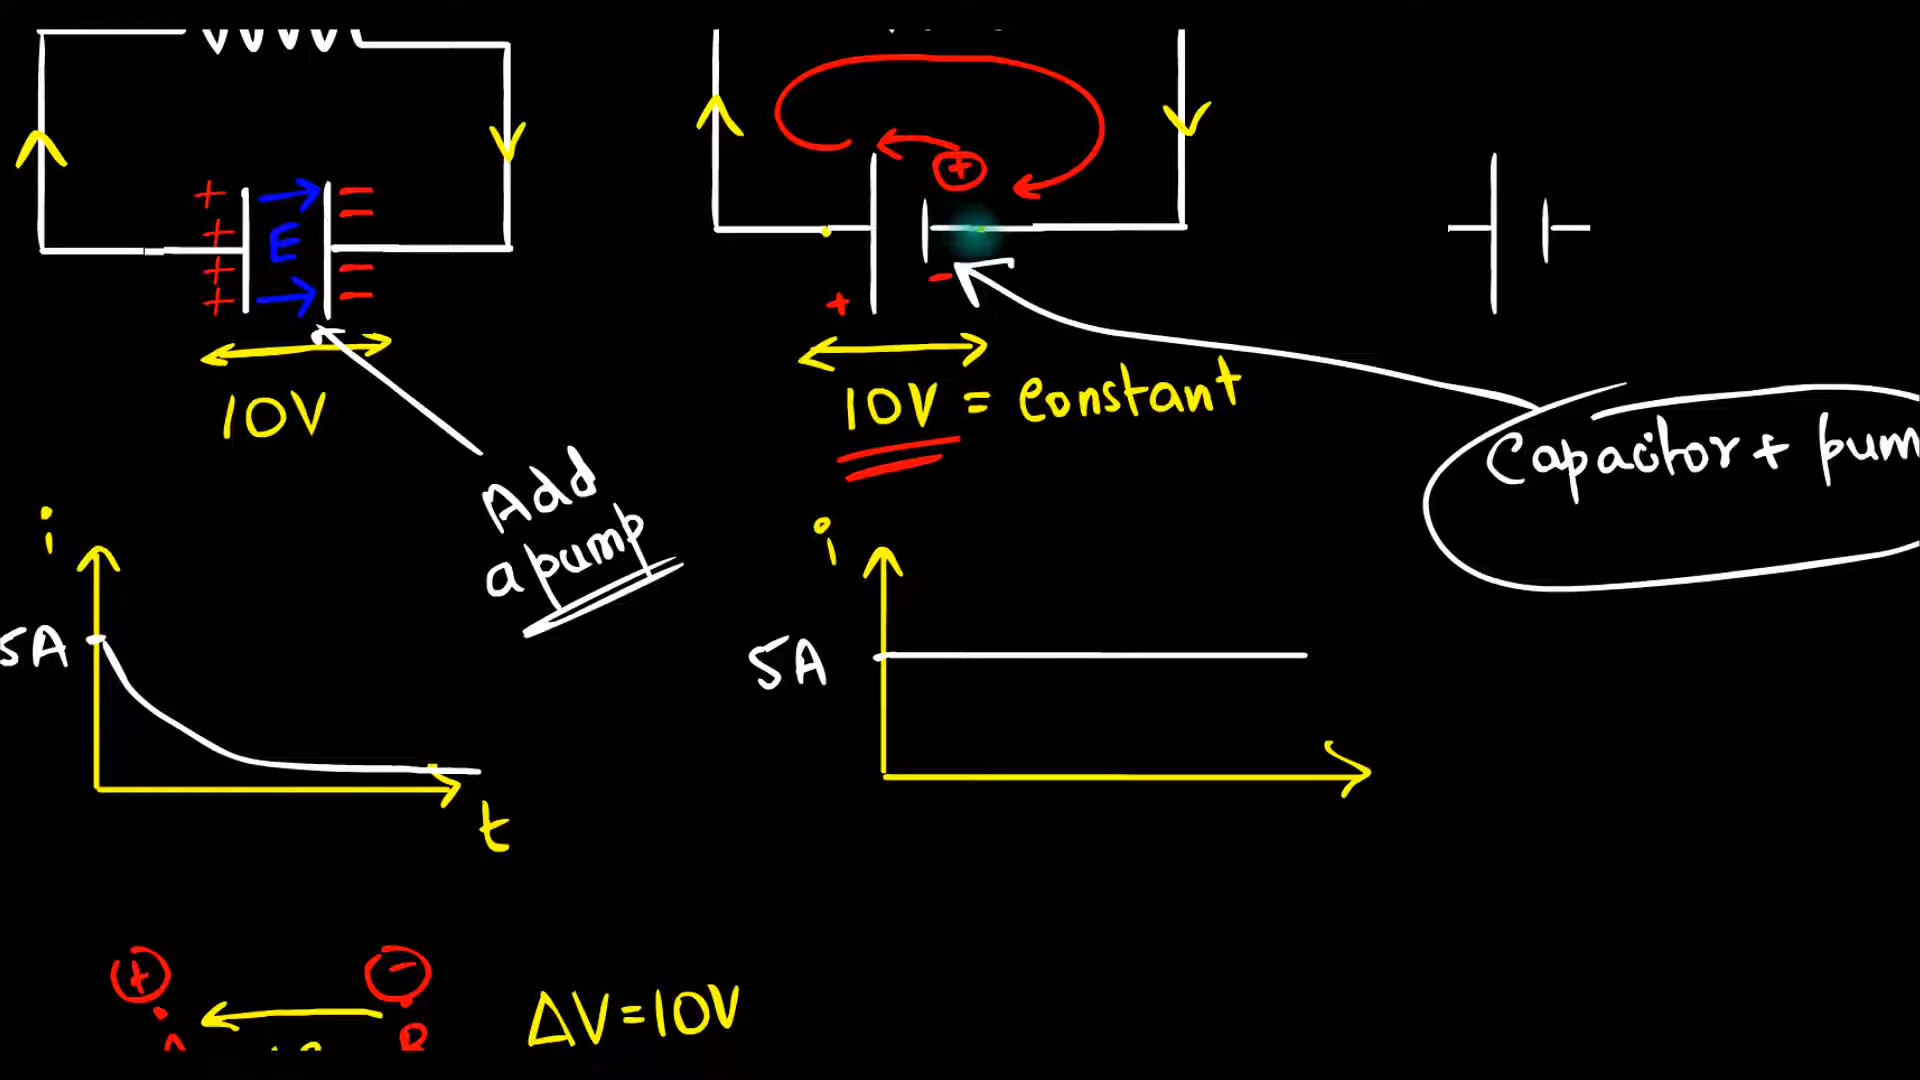 +
+
+
+
E
=
=
10V
+
+
-
10V = constant
Capacitor + pum
Add
a pump
i
5A
t
i
5A
+
-
ΔV=10V